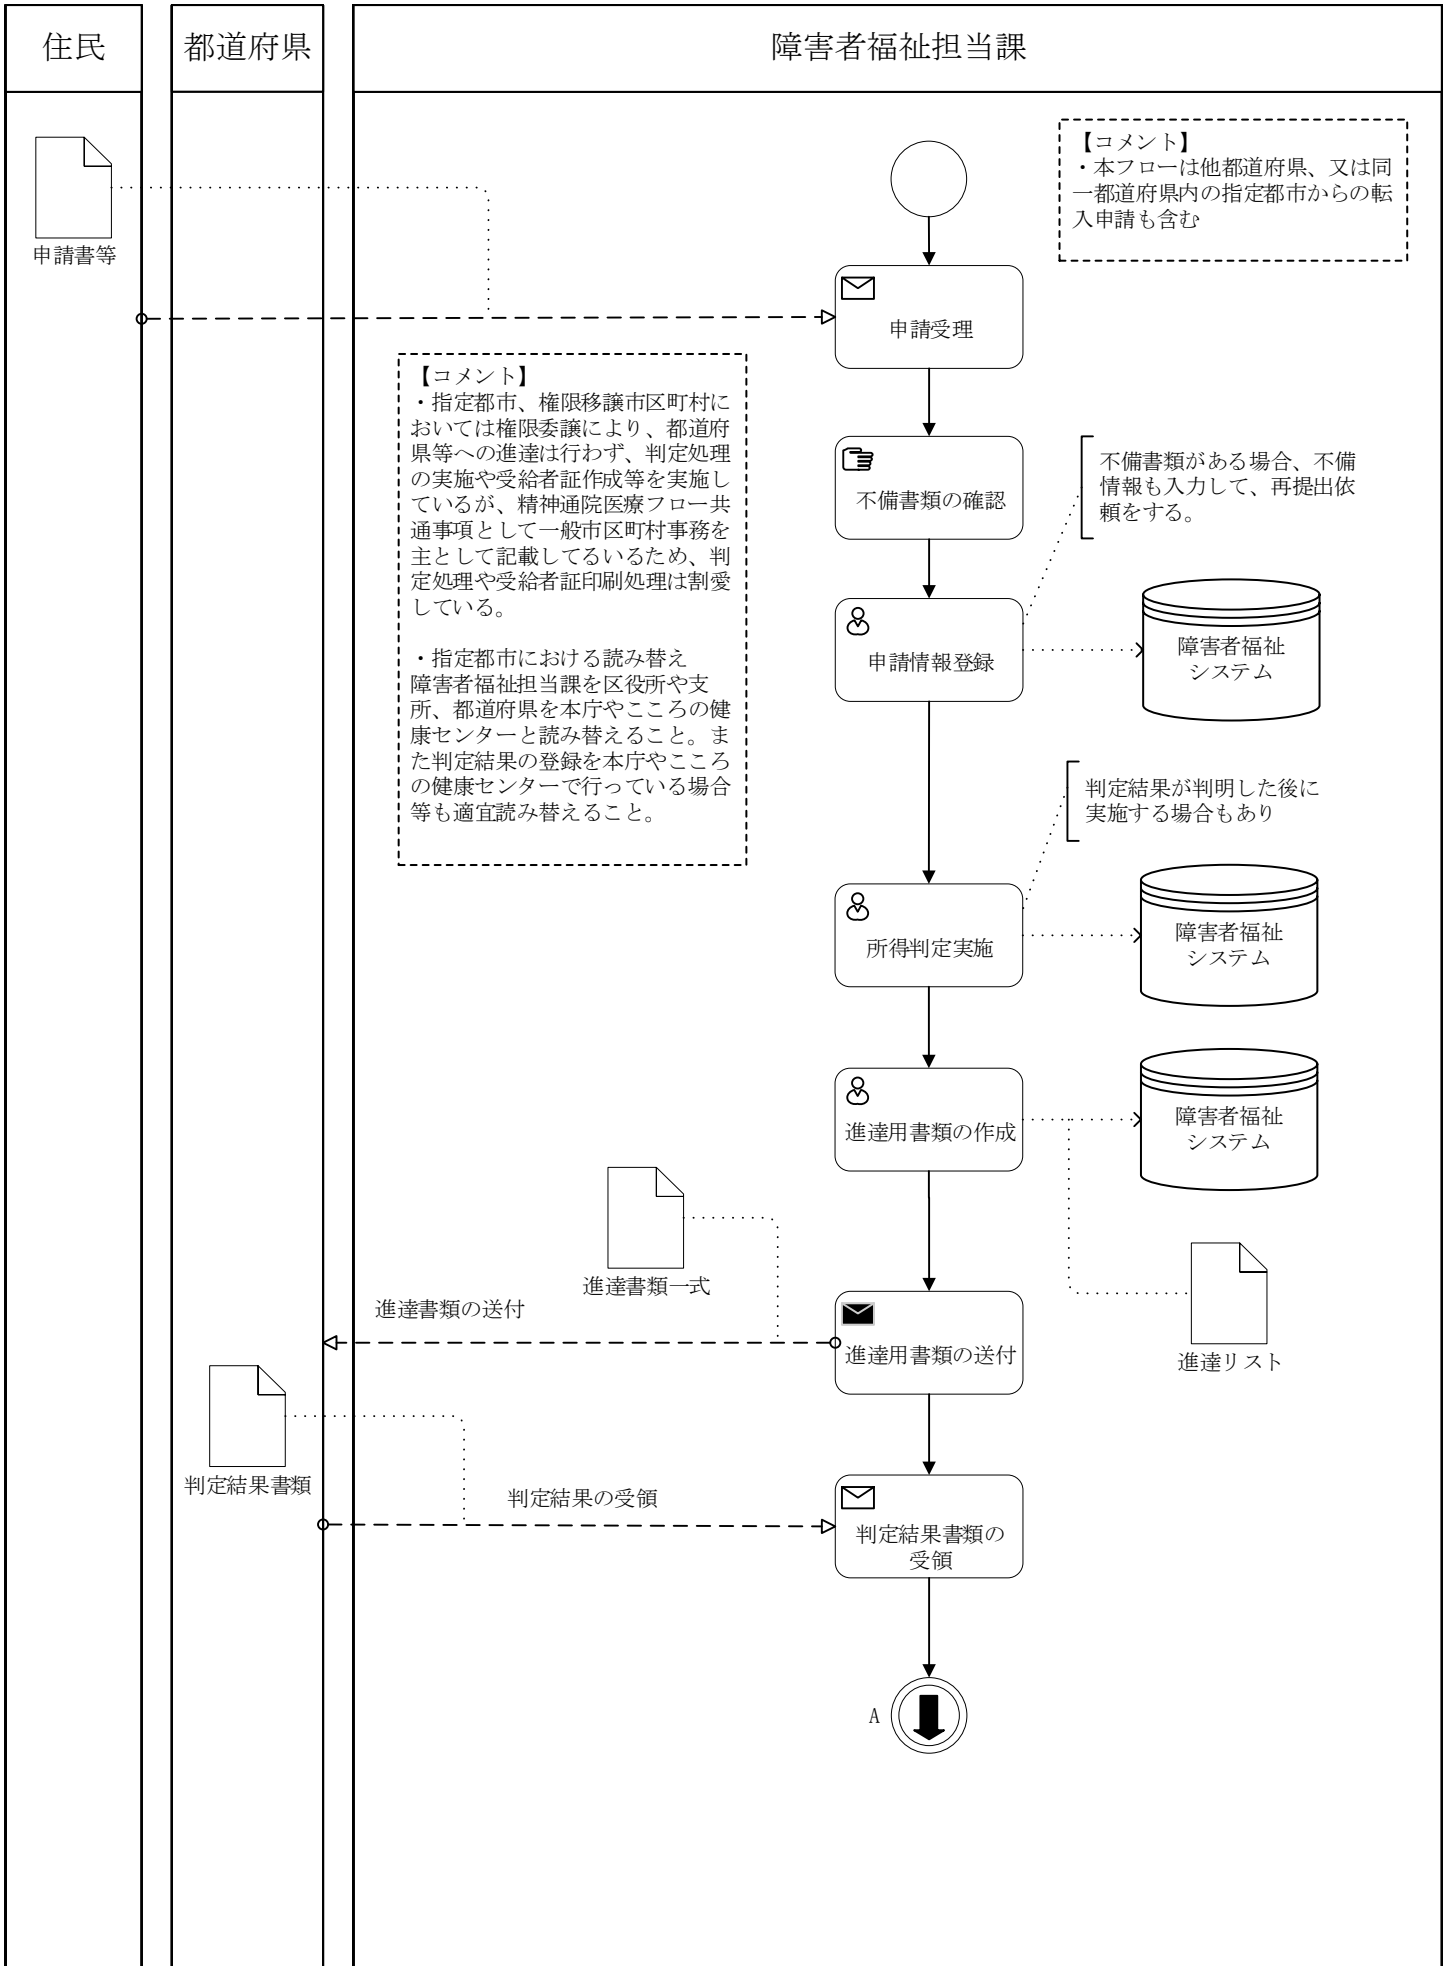 住民
都道府県
障害者福祉担当課
申請書等
【コメント】
・本フローは他都道府県、又は同
一都道府県内の指定都市からの転
入申請も含む
申請受理
【コメント】
・指定都市、権限移譲市区町村に
おいては権限委譲により、都道府
県等への進達は行わず、判定処理
の実施や受給者証作成等を実施し
ているが、精神通院医療フロー共
通事項として一般市区町村事務を
主として記載してるいるため、判
定処理や受給者証印刷処理は割愛
している。
・指定都市における読み替え
障害者福祉担当課を区役所や支
所、都道府県を本庁やこころの健
康センターと読み替えること。ま
た判定結果の登録を本庁やこころ
の健康センターで行っている場合
等も適宜読み替えること。
不備書類の確認
不備書類がある場合、不備
情報も入力して、再提出依
頼をする。
申請情報登録
障害者福祉
システム
判定結果が判明した後に
実施する場合もあり
所得判定実施
障害者福祉
システム
進達用書類の作成
障害者福祉
システム
進達書類一式
進達書類の送付
進達用書類の送付
進達リスト
判定結果書類
判定結果の受領
判定結果書類の
受領
A